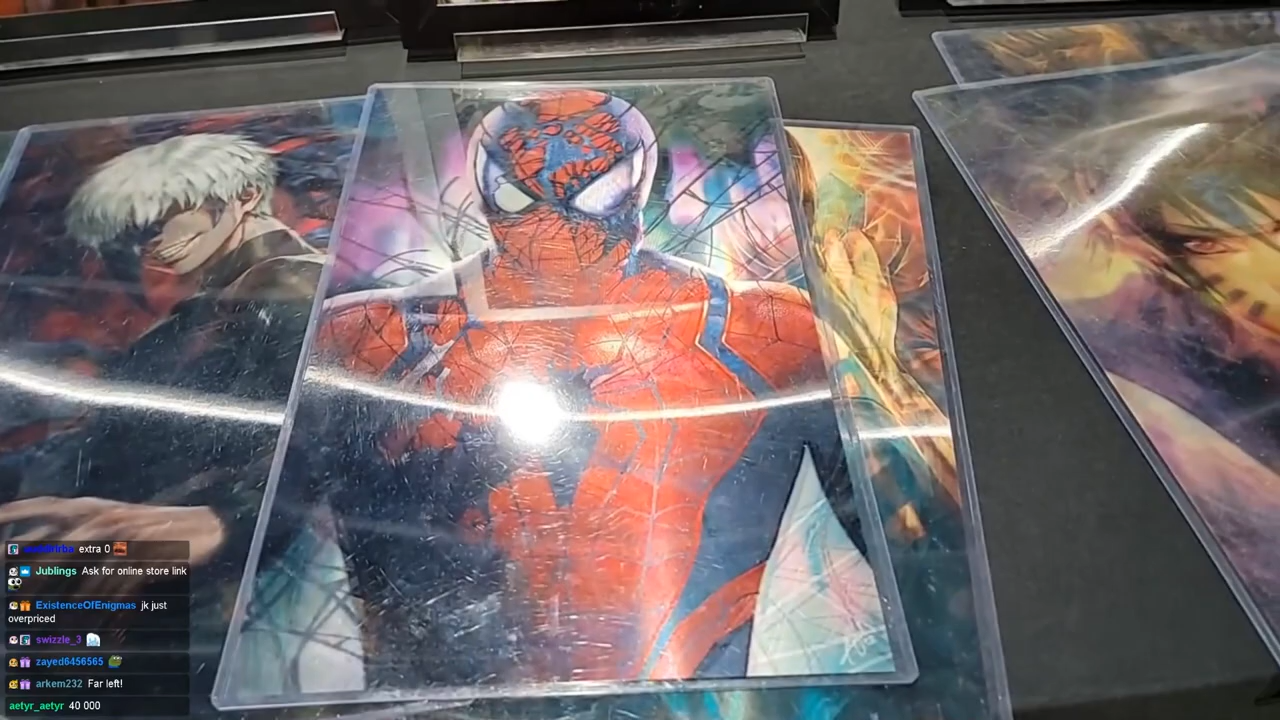 extra 0
Jublings Ask for online store link
ExistenceOfEnigmas jk just
overpriced
swizzle_3
zayed6456565
arkem232 Far left!
aetyr_aetyr 40 000